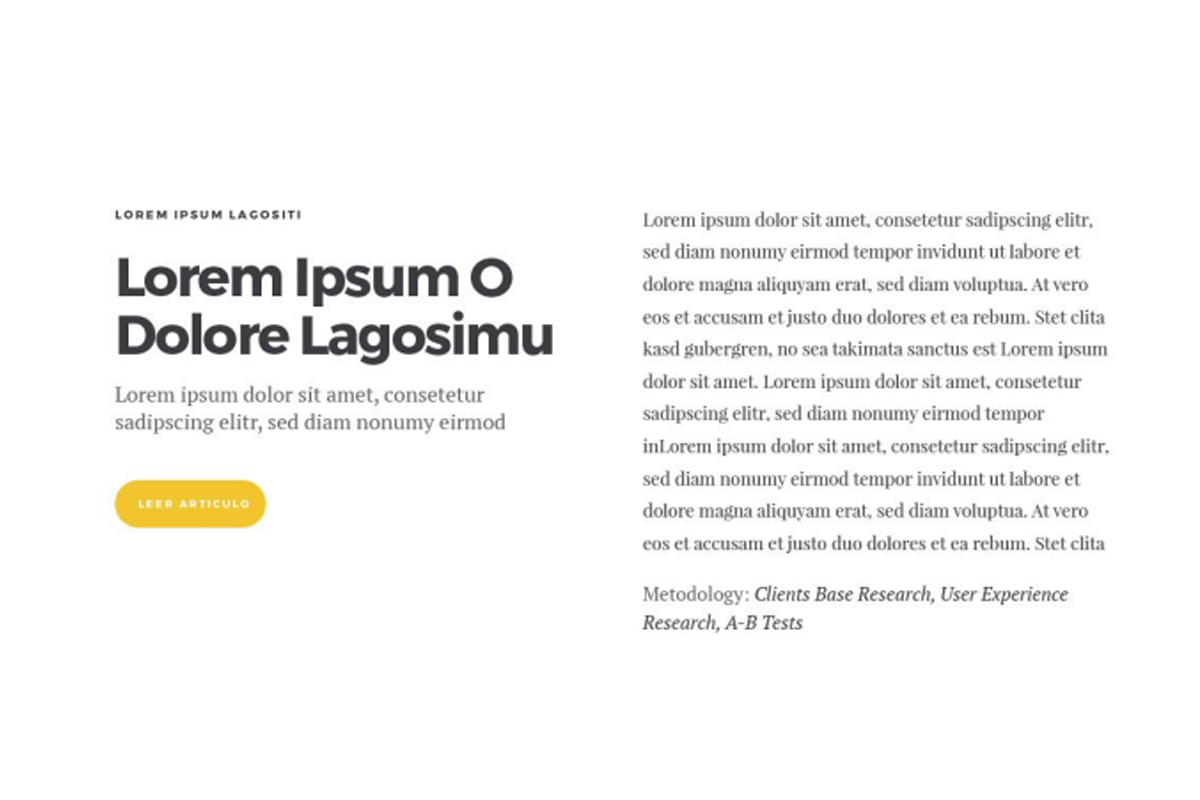 LOREM IPSUM LAGOSITI
Lorem Ipsum O
Dolore Lagosimu
Lorem ipsum dolor sit amet, consetetur
sadipscing elitr, sed diam nonumy eirmod
LEER ARTICULO
Lorem ipsum dolor sit amet, consetetur sadipscing elitr,
sed diam nonumy eirmod tempor invidunt ut labore et
dolore magna aliquyam erat, sed diam voluptua. At vero
eos et accusam et justo duo dolores et ea rebum. Stet clita
kasd gubergren, no sea takimata sanctus est Lorem ipsum
dolor sit amet. Lorem ipsum dolor sit amet, consetetur
sadipscing elitr, sed diam nonumy eirmod tempor
inLorem ipsum dolor sit amet, consetetur sadipscing elitr,
sed diam nonumy eirmod tempor invidunt ut labore et
dolore magna aliquyam erat, sed diam voluptua. At vero
eos et accusam et justo duo dolores et ea rebum. Stet clita
Metodology: Clients Base Research, User Experience
Research, A-B Tests